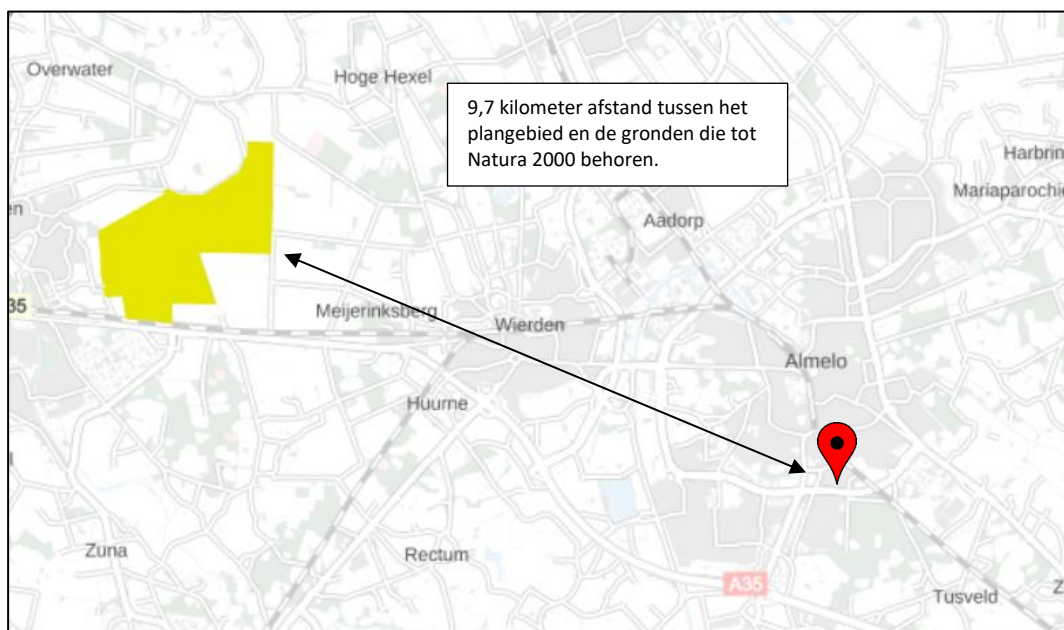 Overwater
Hoge Hexel
9,7 kilometer afstand tussen het
plangebied en de gronden die tot
Natura 2000 behoren.
Harbrin
Mariaparochie
en
Aadorp
35
Meijerinksberg
Wierden
Almelo
Huurne
Zuna
Rectum
A35
Tusveld
Z